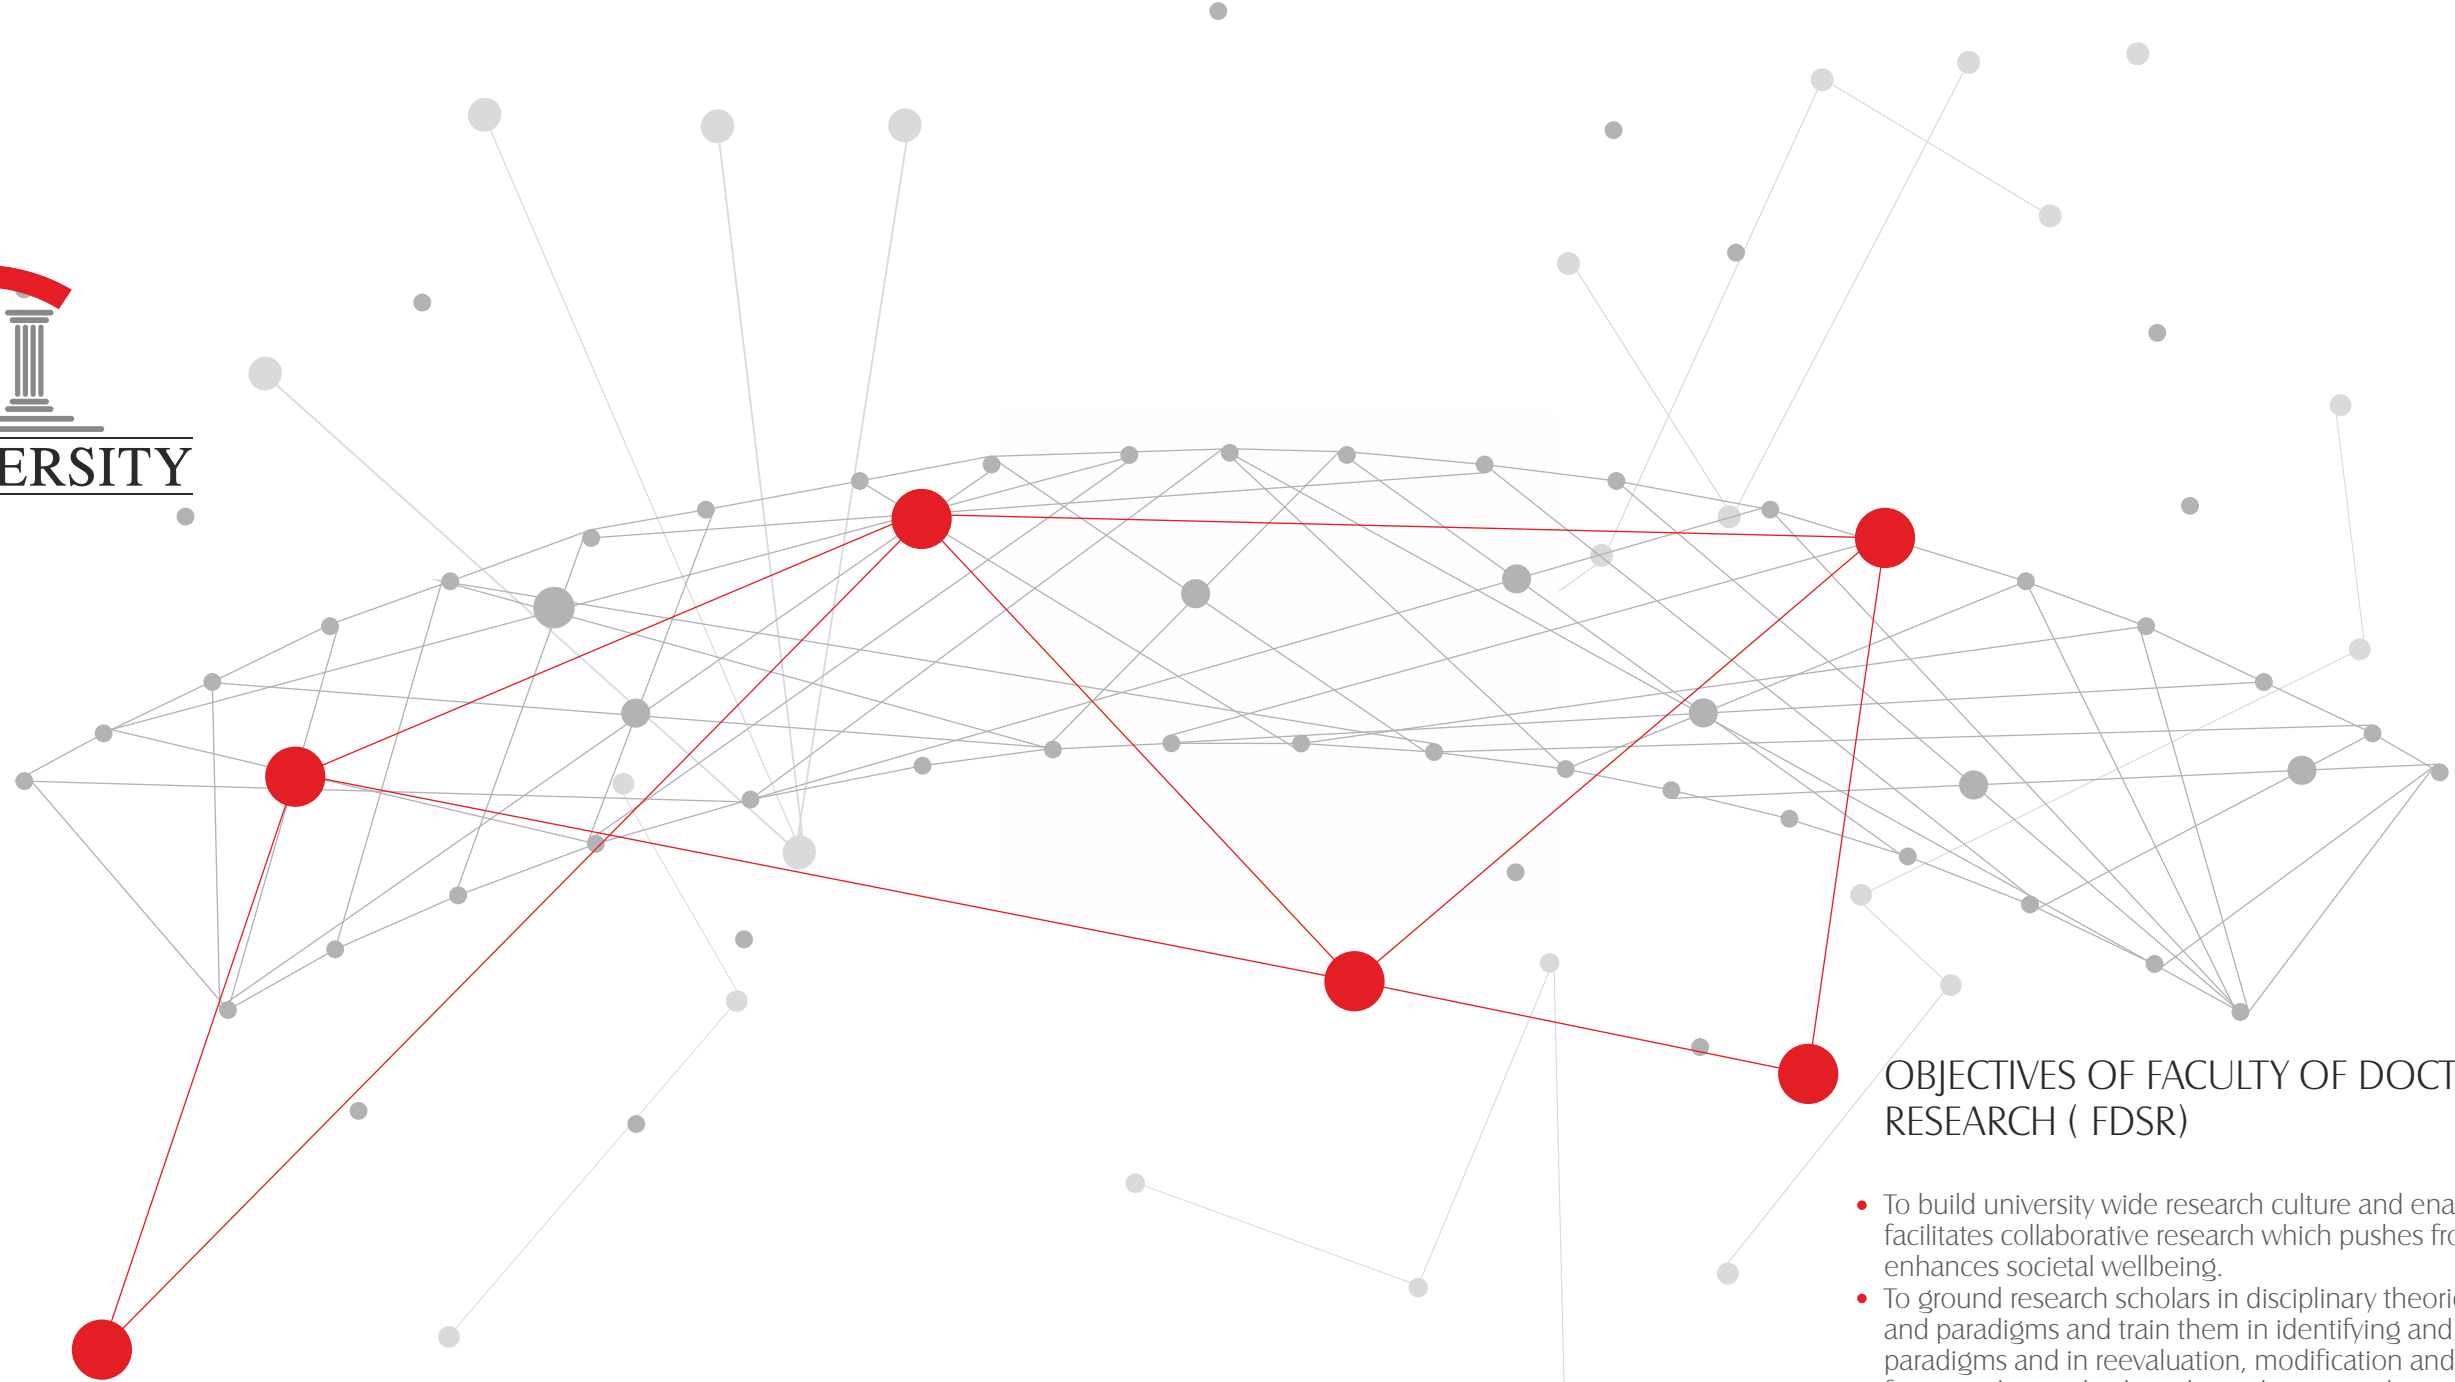 ERSITY
OBJECTIVES OF FACULTY OF DOCT
RESEARCH ( FDSR)
• To build university wide research culture and ena
facilitates collaborative research which pushes fro
enhances societal wellbeing.
• To ground research scholars in disciplinary theorie
and paradigms and train them in identifying and
paradigms and in reevaluation, modification and